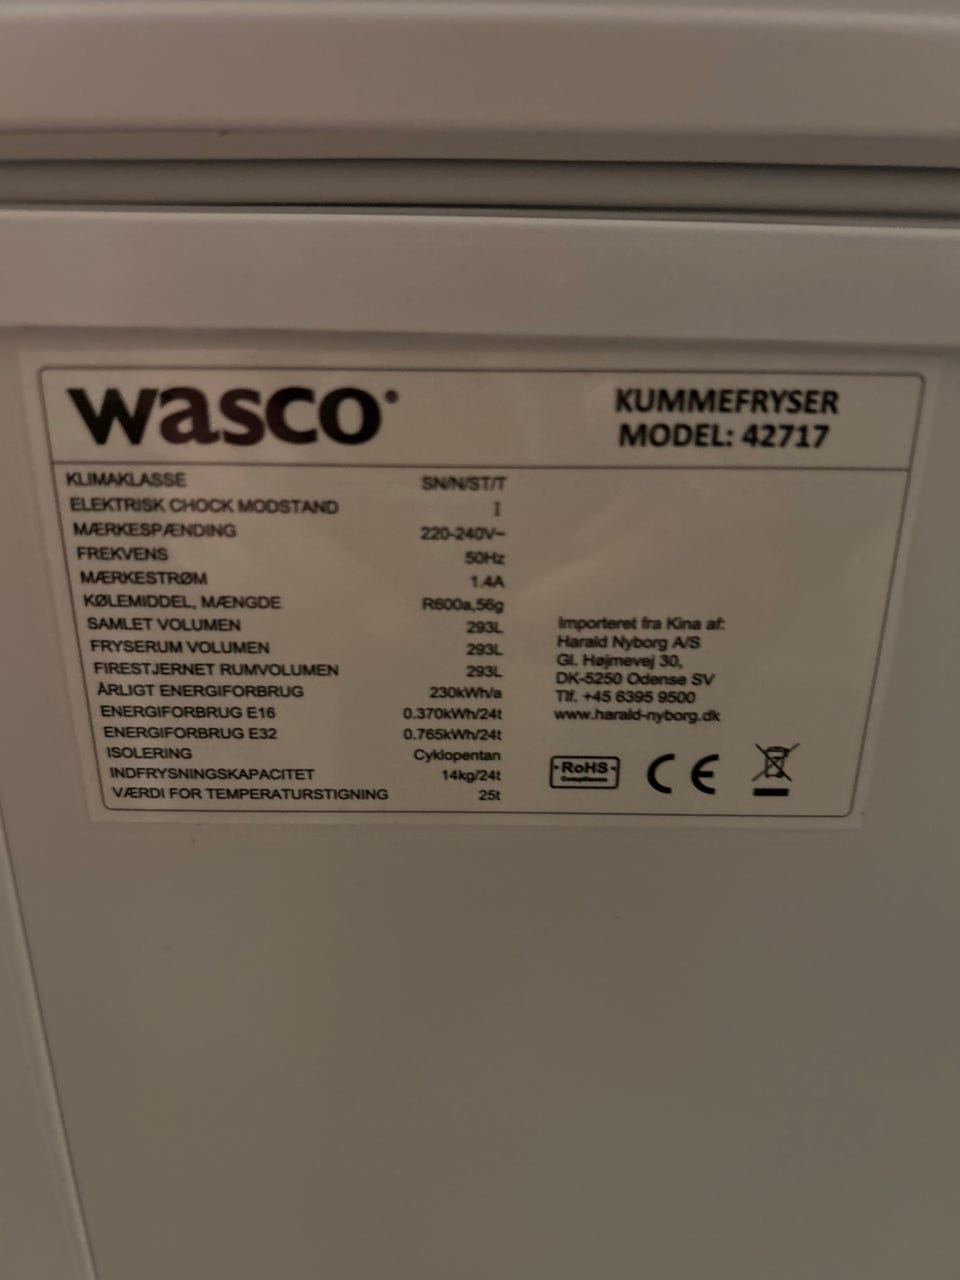 wasco®
KUMMEFRYSER
MODEL: 42717
KLIMAKLASSE SN/N/ST/T
ELEKTRISK CHOCK MODSTAND I
MÆRKESPÆNDING 220-240V~
FREKVENS 50Hz
MÆRKESTRØM 1.4A
KØLEMIDDEL, MÆNGDE R600a,56g
SAMLET VOLUMEN 293L
FRYSERUM VOLUMEN 293L
FIRESTJERNET RUMVOLUMEN 293L
ÅRLIGT ENERGIFORBRUG 230kWh/a
ENERGIFORBRUG E16 0.370kWh/24t
ENERGIFORBRUG E32 0.765kWh/24t
ISOLERING Cyklopentan
INDFRYSNINGSKAPACITET 14kg/24t
VÆRDI FOR TEMPERATURSTIGNING 25t
Importeret fra Kina af:
Harald Nyborg A/S
Gl. Højmevej 30,
DK-5250 Odense SV
Tlf. +45 6395 9500
www.harald-nyborg.dk
RoHS
Compliance
CE